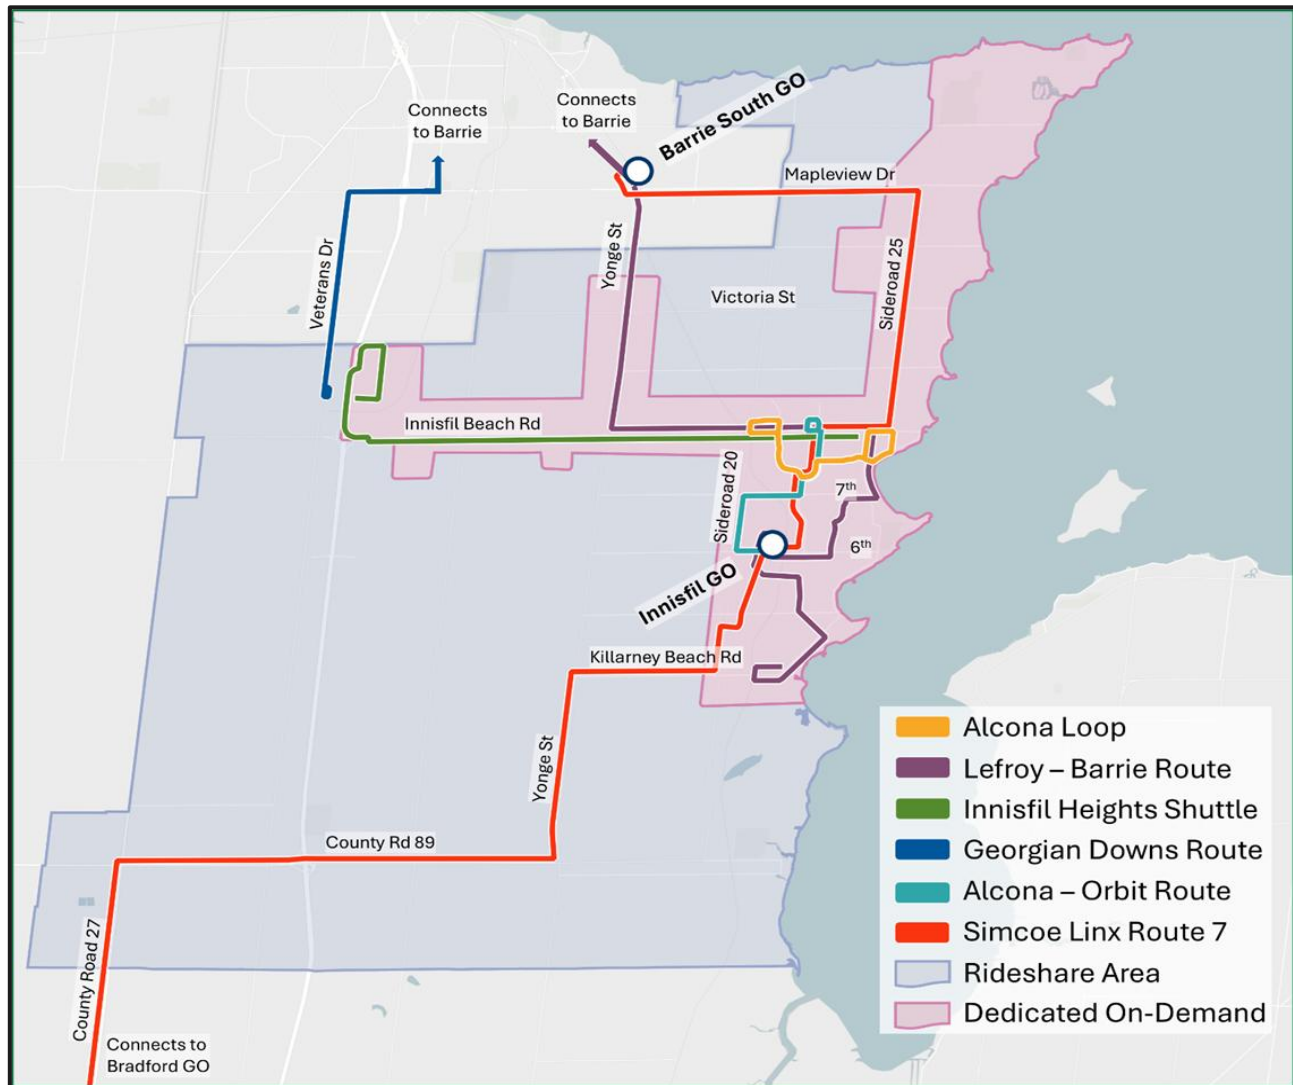 Connects
to Barrie
Connects
to Barrie
Barrie South GO
Mapleview Dr
Veterans Dr
Yonge St
Sideroad 25
Victoria St
Innisfil Beach Rd
Sideroad 20
7th
6th
Innisfil GO
Killarney Beach Rd
Yonge St
County Rd 89
County Road 27
Connects to
Bradford GO
Alcona Loop
Lefroy – Barrie Route
Innisfil Heights Shuttle
Georgian Downs Route
Alcona – Orbit Route
Simcoe Linx Route 7
Rideshare Area
Dedicated On-Demand